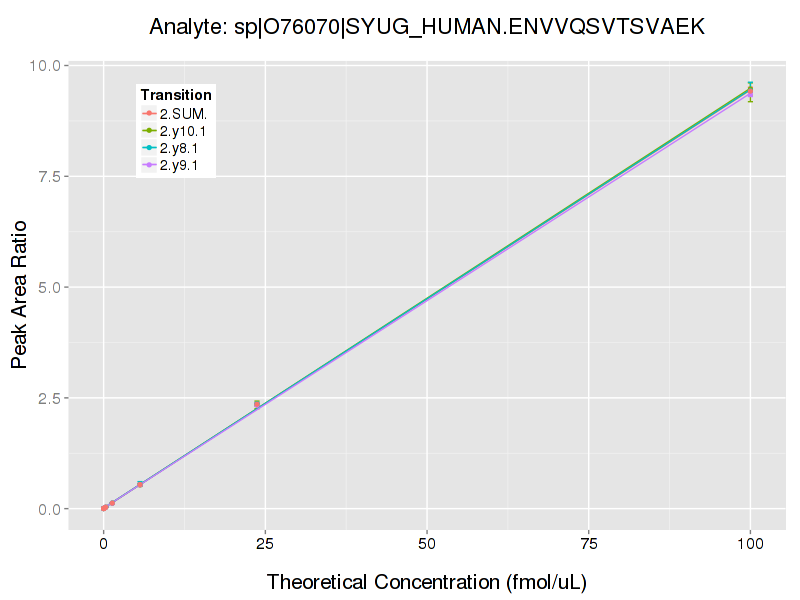 Analyte: sp|O76070|SYUG_HUMAN.ENVVQSVTSVAEK
10.0
7.5
5.0
2.5
0.0
Peak Area Ratio
Transition
2.SUM.
2.y10.1
2.y8.1
2.y9.1
0 25 50 75 100
Theoretical Concentration (fmol/uL)